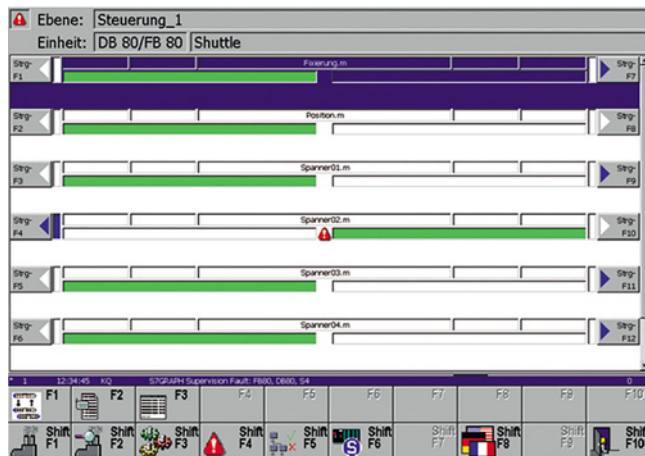 Ebene: Steuerung_1
Einheit: DB 80/FB 80 Shuttle
Strg- Fixierung.m Strg-
F1 F7
Strg- Position.m Strg-
F2 F8
Strg- Spanner01.m Strg-
F3 F9
Strg- Spanner02.m Strg-
F4 F10
Strg- Spanner03.m Strg-
F5 F11
Strg- Spanner04.m Strg-
F6 F12
* 1 12:34:45 KQ S7GRAPH Supervision Fault: FB80, DB80, S4 0
F1 F2 F3 F4 F5 F6 F7 F8 F9 F10
Shift Shift Shift Shift Shift Shift Shift Shift Shift Shift
F1 F2 F3 F4 F5 S F6 F7 F8 F9 F10